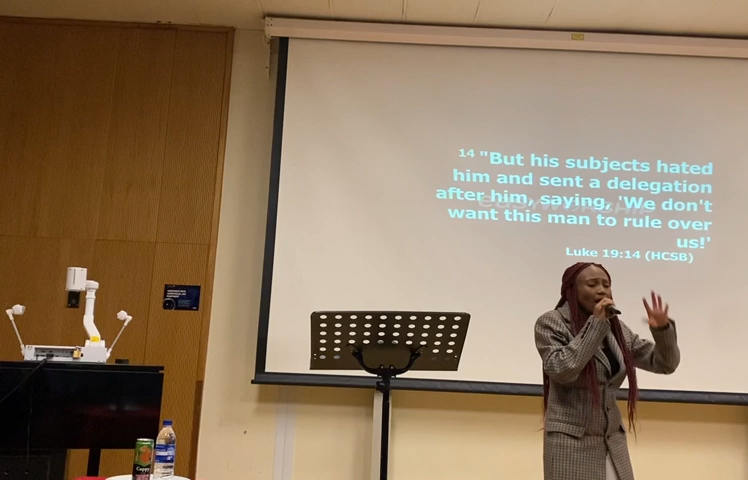 14 "But his subjects hated
him and sent a delegation
after him, saying, 'We don't
want this man to rule over
us!'
Luke 19:14 (HCSB)
Cappy